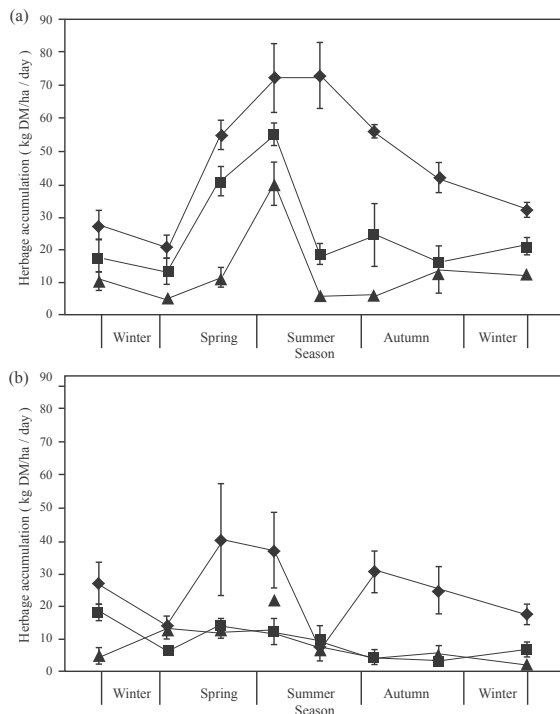 (a)
Herbage accumulation ( kg DM/ha / day )
90
80
70
60
50
40
30
20
10
0
Winter Spring Summer Autumn Winter
Season
(b)
Herbage accumulation ( kg DM/ha / day )
90
80
70
60
50
40
30
20
10
0
Winter Spring Summer Autumn Winter
Season